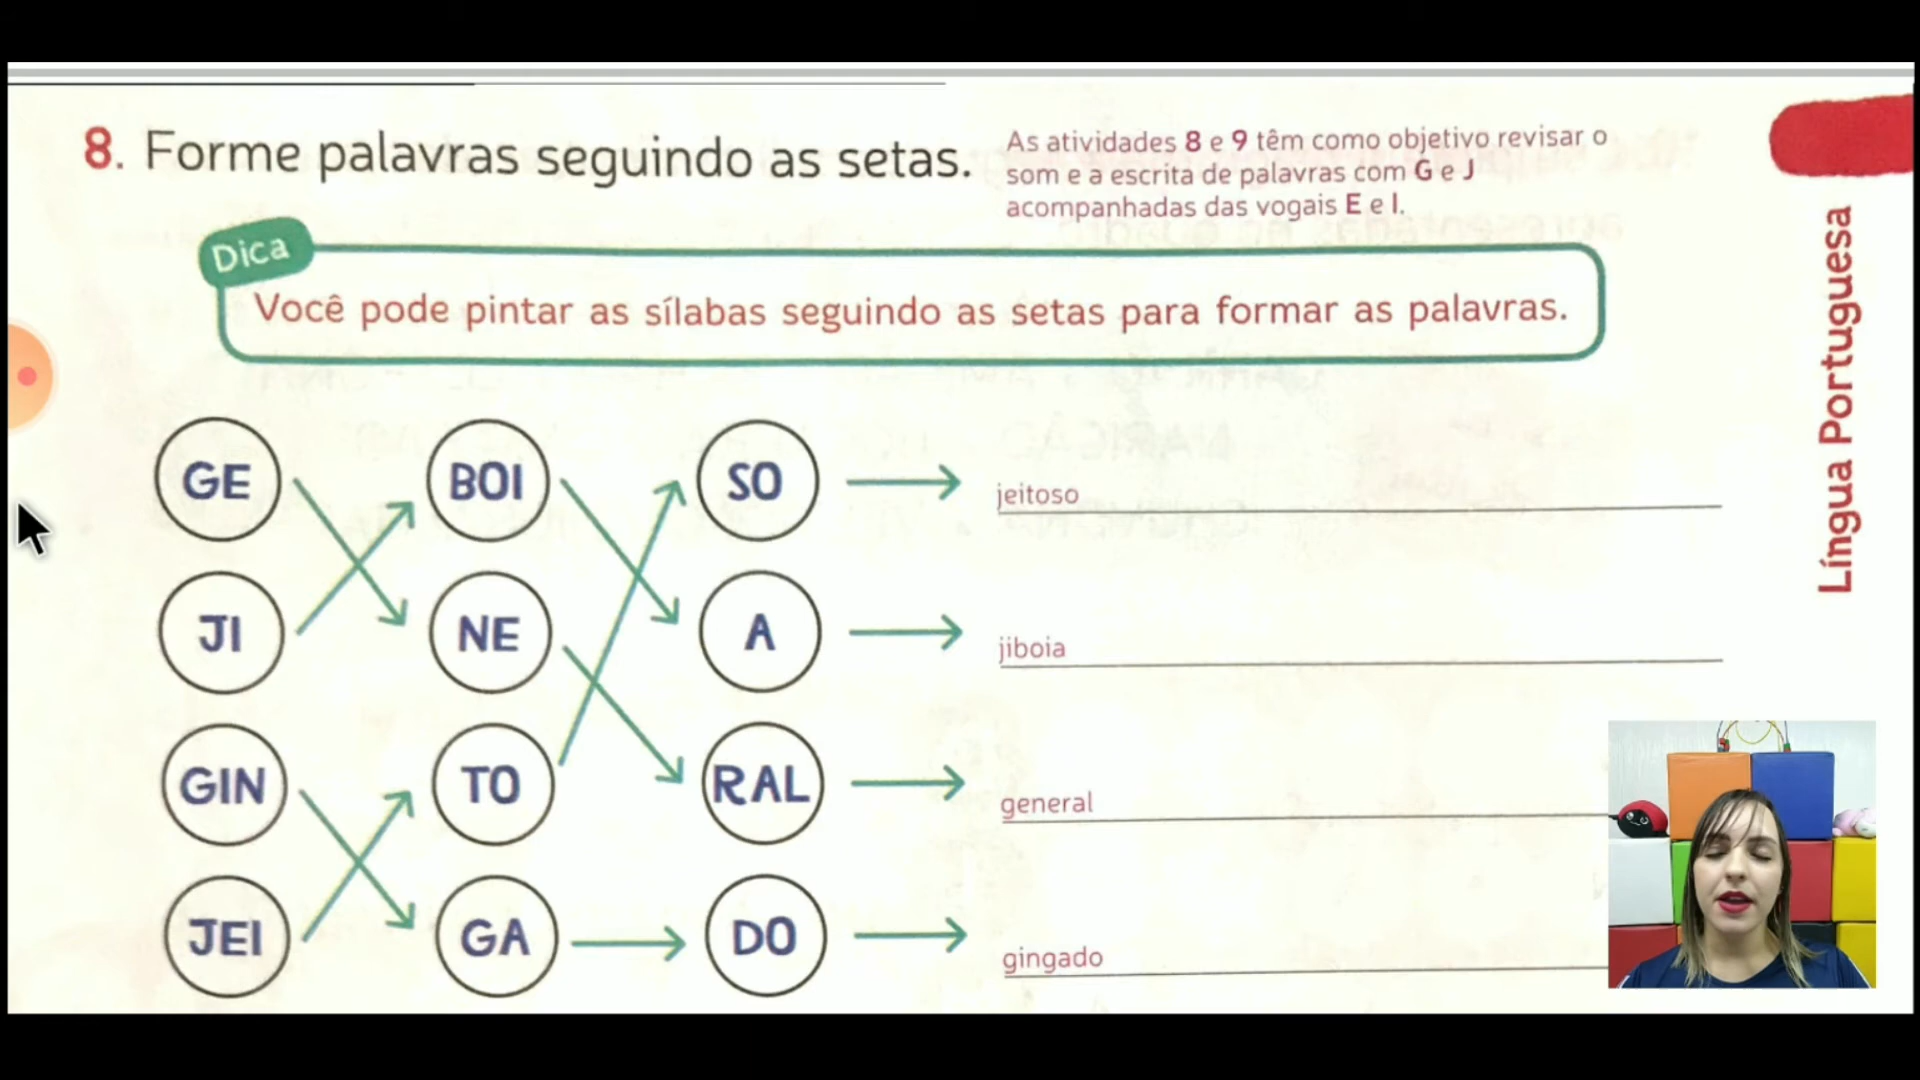 8. Forme palavras seguindo as setas.
As atividades 8 e 9 têm como objetivo revisar o
som e a escrita de palavras com G e J
acompanhadas das vogais E e I.
Dica
Você pode pintar as sílabas seguindo as setas para formar as palavras.
GE BOI SO jeitoso
JI NE A jiboia
GIN TO RAL general
JEI GA DO gingado
Língua Portuguesa